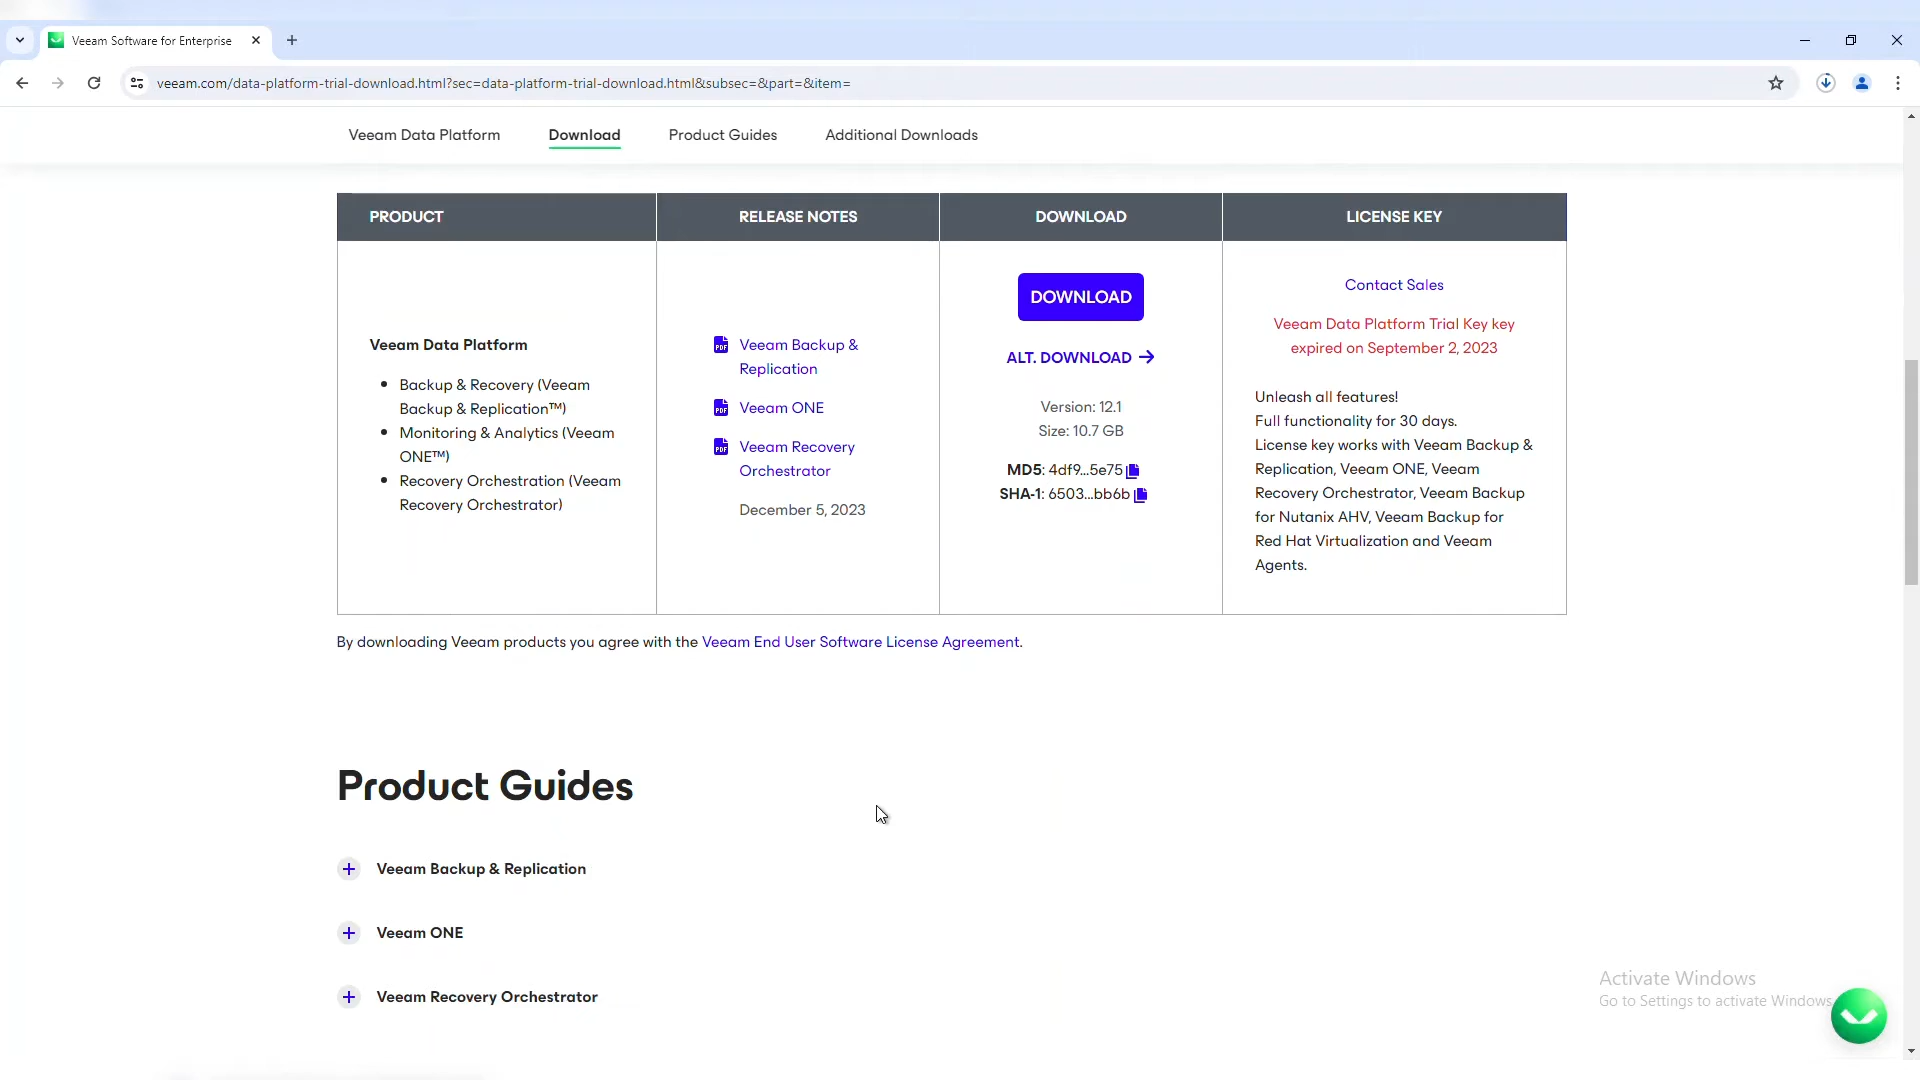 Veeam Software for Enterprise
veeam.com/data-platform-trial-download.html?sec=data-platform-trial-download.html&subsec=&part=&item=
Veeam Data Platform
Download
Product Guides
Additional Downloads
PRODUCT
RELEASE NOTES
DOWNLOAD
LICENSE KEY
Veeam Data Platform
• Backup & Recovery (Veeam
Backup & Replication™)
• Monitoring & Analytics (Veeam
ONE™)
• Recovery Orchestration (Veeam
Recovery Orchestrator)
PDF Veeam Backup &
Replication
PDF Veeam ONE
PDF Veeam Recovery
Orchestrator
December 5, 2023
DOWNLOAD
ALT. DOWNLOAD →
Version: 12.1
Size: 10.7 GB
MD5: 4df9...5e75
SHA-1: 6503...bb6b
Contact Sales
Veeam Data Platform Trial Key key
expired on September 2, 2023
Unleash all features!
Full functionality for 30 days.
License key works with Veeam Backup &
Replication, Veeam ONE, Veeam
Recovery Orchestrator, Veeam Backup
for Nutanix AHV, Veeam Backup for
Red Hat Virtualization and Veeam
Agents.
By downloading Veeam products you agree with the Veeam End User Software License Agreement.
Product Guides
+ Veeam Backup & Replication
+ Veeam ONE
+ Veeam Recovery Orchestrator
Activate Windows
Go to Settings to activate Windows